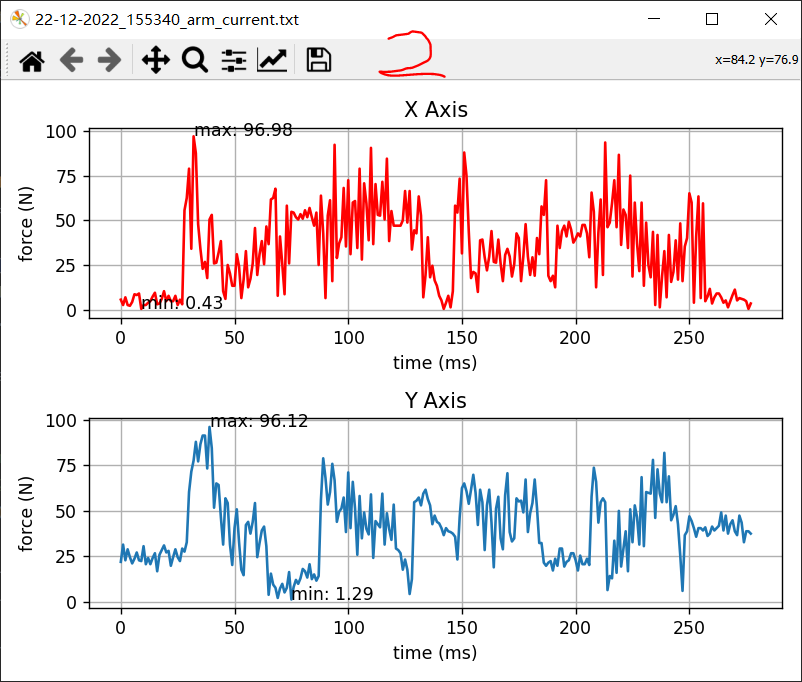 22-12-2022_155340_arm_current.txt
2
x=84.2 y=76.9
X Axis
100
75
50
25
0
force (N)
max: 96.98
min: 0.43
0 50 100 150 200 250
time (ms)
Y Axis
100
75
50
25
0
force (N)
max: 96.12
min: 1.29
0 50 100 150 200 250
time (ms)